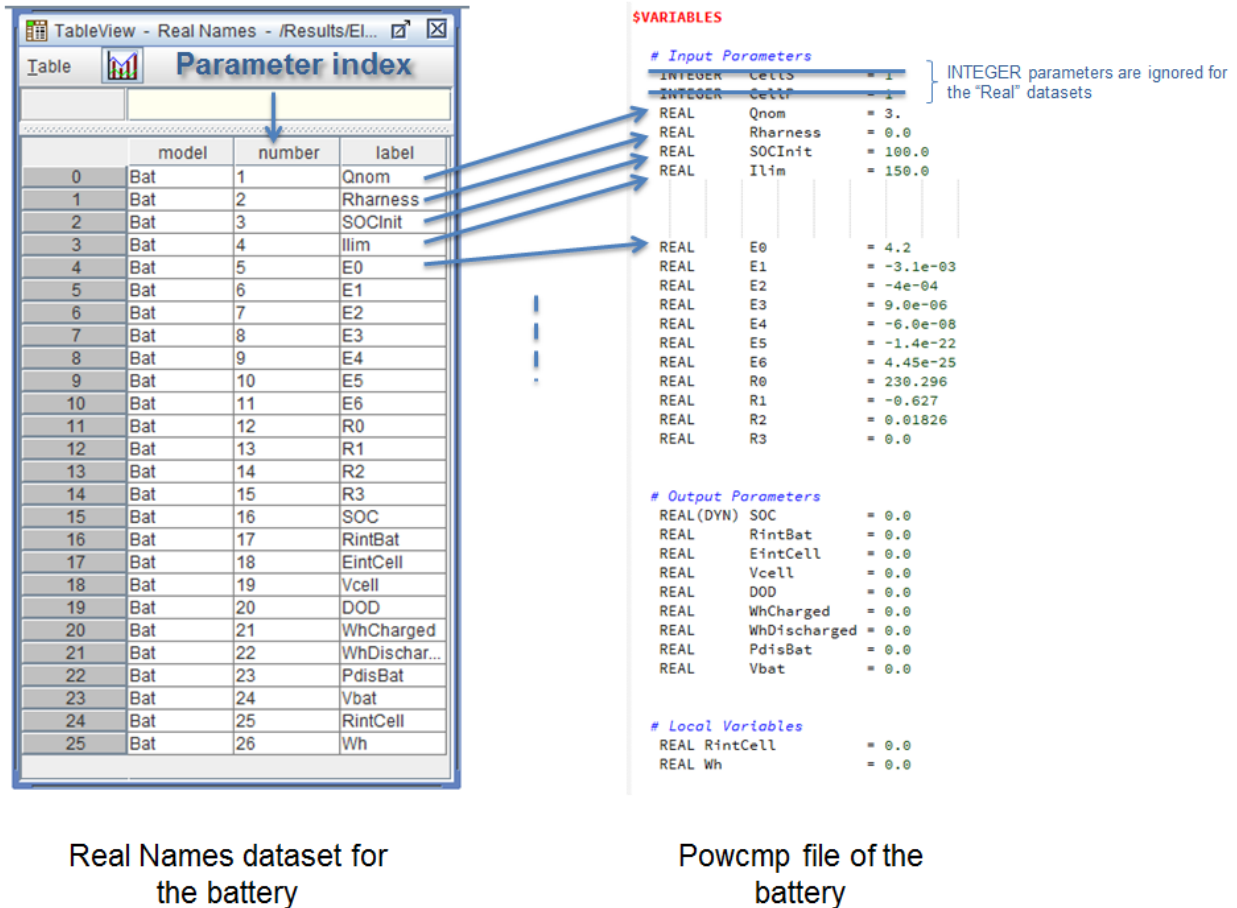 TableView - Real Names - /Results/El...
Table
Parameter index
model number label
0 Bat 1 Qnom
1 Bat 2 Rharness
2 Bat 3 SOCInit
3 Bat 4 Ilim
4 Bat 5 E0
5 Bat 6 E1
6 Bat 7 E2
7 Bat 8 E3
8 Bat 9 E4
9 Bat 10 E5
10 Bat 11 E6
11 Bat 12 R0
12 Bat 13 R1
13 Bat 14 R2
14 Bat 15 R3
15 Bat 16 SOC
16 Bat 17 RintBat
17 Bat 18 EintCell
18 Bat 19 Vcell
19 Bat 20 DOD
20 Bat 21 WhCharged
21 Bat 22 WhDischar...
22 Bat 23 PdisBat
23 Bat 24 Vbat
24 Bat 25 RintCell
25 Bat 26 Wh
Real Names dataset for
the battery
$VARIABLES
# Input Parameters
INTEGER CellS = 1
INTEGER CellP = 1
REAL Qnom = 3.
REAL Rharness = 0.0
REAL SOCInit = 100.0
REAL Ilim = 150.0
REAL E0 = 4.2
REAL E1 = -3.1e-03
REAL E2 = -4e-04
REAL E3 = 9.0e-06
REAL E4 = -6.0e-08
REAL E5 = -1.4e-22
REAL E6 = 4.45e-25
REAL R0 = 230.296
REAL R1 = -0.627
REAL R2 = 0.01826
REAL R3 = 0.0
# Output Parameters
REAL(DYN) SOC = 0.0
REAL RintBat = 0.0
REAL EintCell = 0.0
REAL Vcell = 0.0
REAL DOD = 0.0
REAL WhCharged = 0.0
REAL WhDischarged = 0.0
REAL PdisBat = 0.0
REAL Vbat = 0.0
# Local Variables
REAL RintCell = 0.0
REAL Wh = 0.0
INTEGER parameters are ignored for
the “Real” datasets
Powcmp file of the
battery